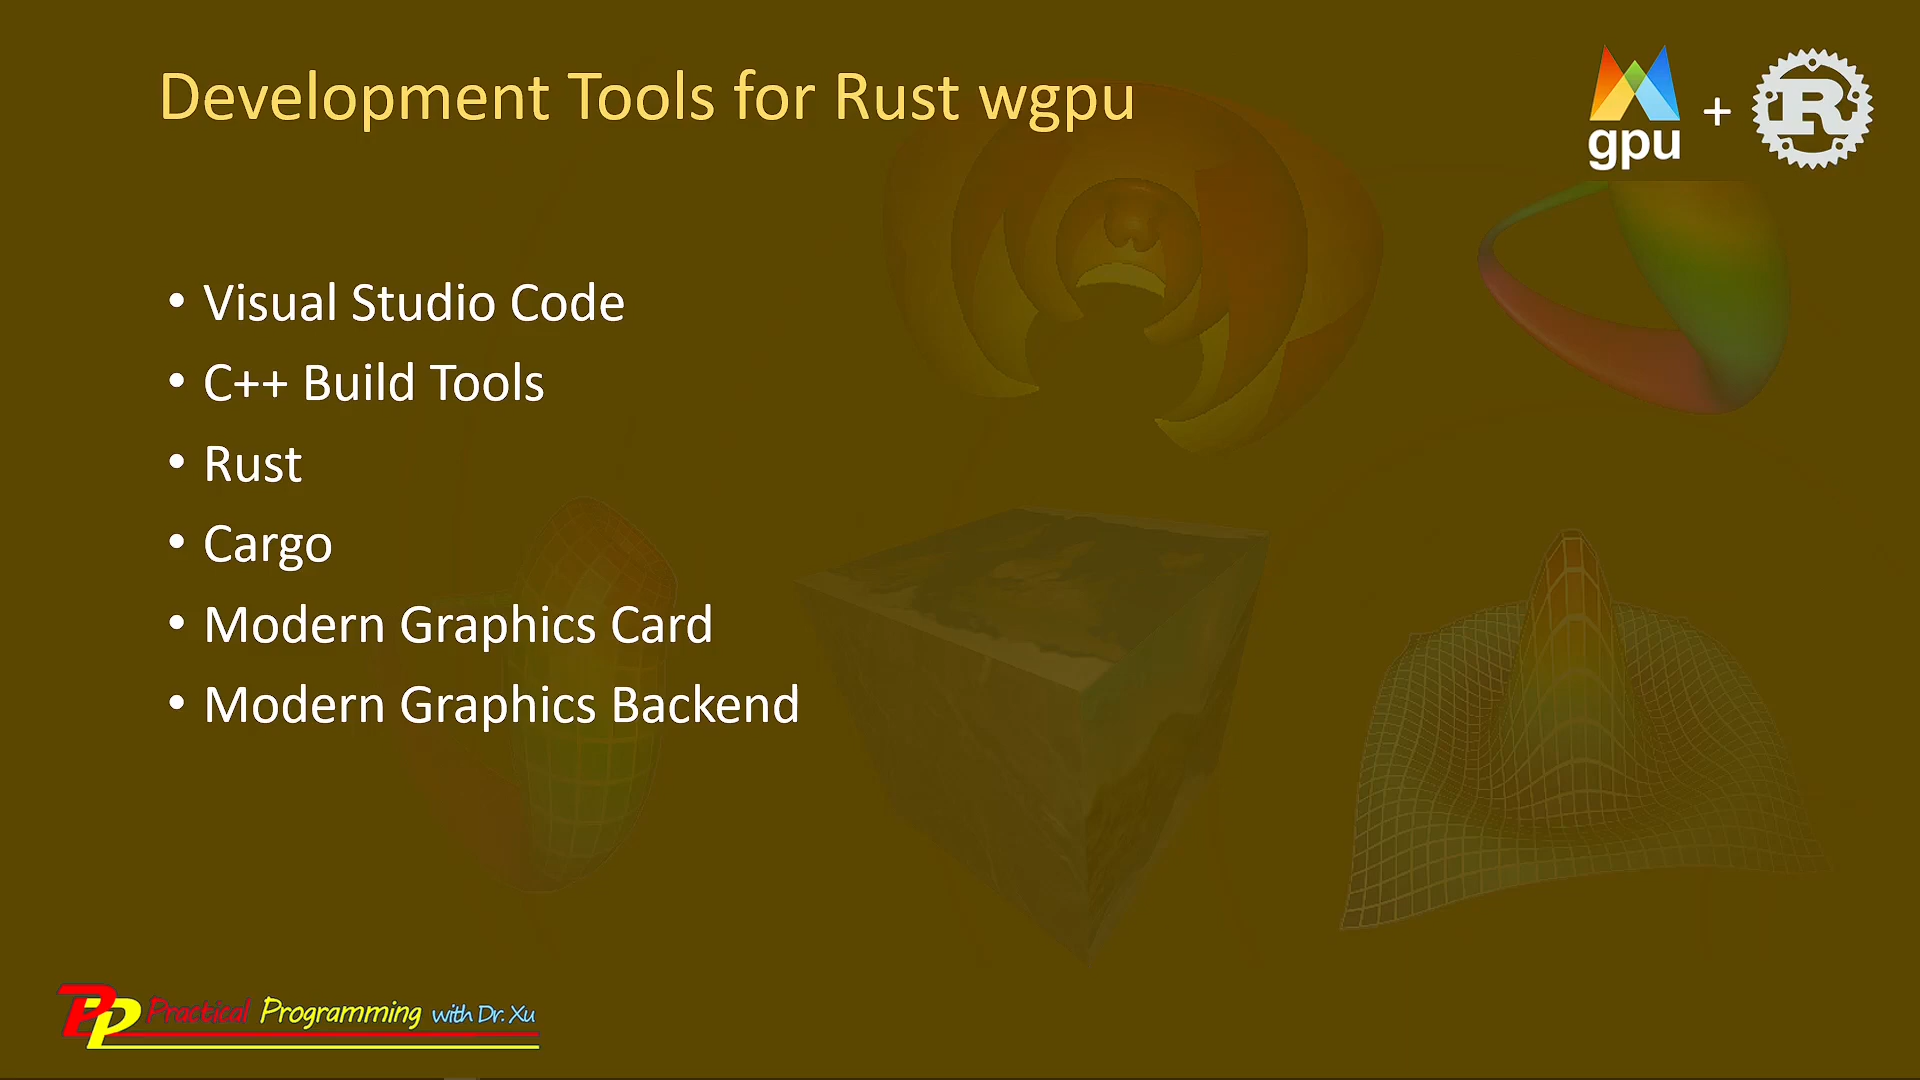 Development Tools for Rust wgpu
gpu + R
• Visual Studio Code
• C++ Build Tools
• Rust
• Cargo
• Modern Graphics Card
• Modern Graphics Backend
PP Practical Programming with Dr. Xu